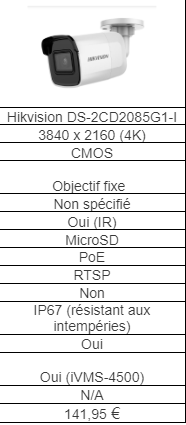 HIKVISION
Hikvision DS-2CD2085G1-I
3840 x 2160 (4K)
CMOS
Objectif fixe
Non spécifié
Oui (IR)
MicroSD
PoE
RTSP
Non
IP67 (résistant aux
intempéries)
Oui
Oui (iVMS-4500)
N/A
141,95 €